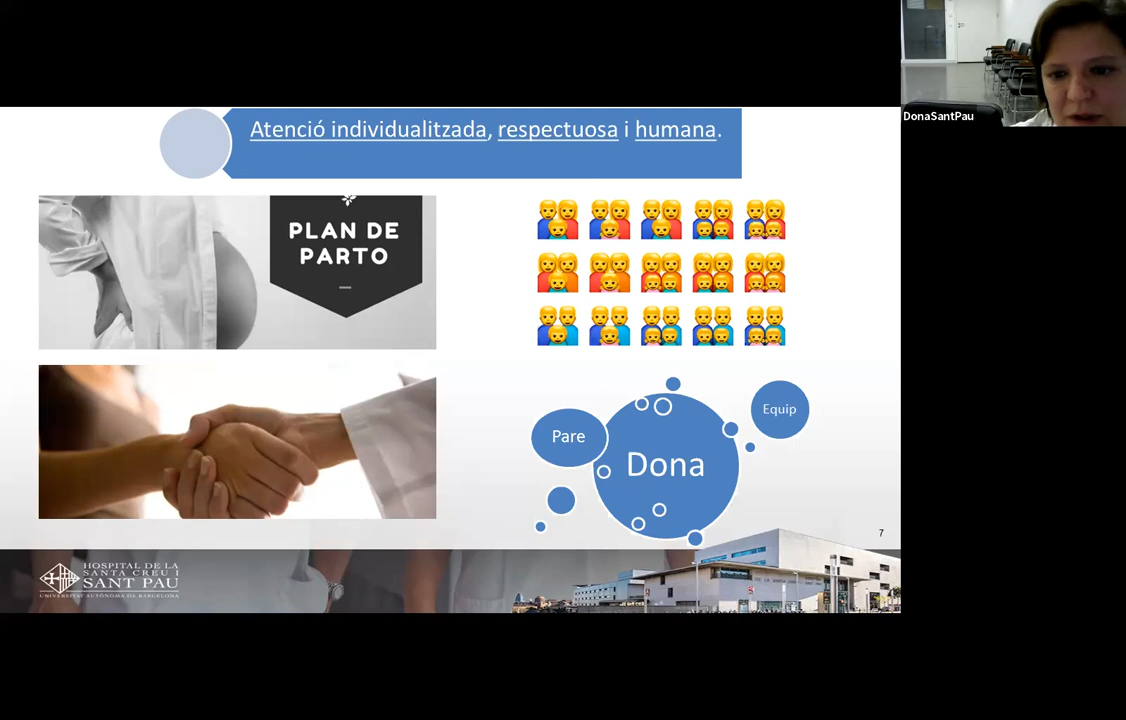 DonaSantPau
Atenció individualitzada, respectuosa i humana.
PLAN DE
PARTO
Pare
Dona
Equip
7
HOSPITAL DE LA
SANTA CREU I
SANT PAU
UNIVERSITAT AUTÒNOMA DE BARCELONA